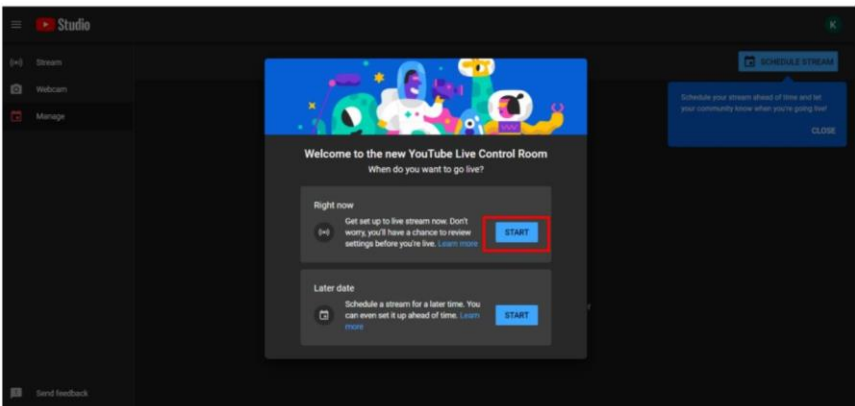 Studio
K
Stream
SCHEDULE STREAM
Webcam
Manage
Schedule your stream ahead of time and let
your community know when you're going live!
CLOSE
Welcome to the new YouTube Live Control Room
When do you want to go live?
Right now
Get set up to live stream now. Don't
worry, you'll have a chance to review
settings before you're live. Learn more
START
Later date
Schedule a stream for a later time. You
can even set it up ahead of time. Learn
more
START
Send feedback